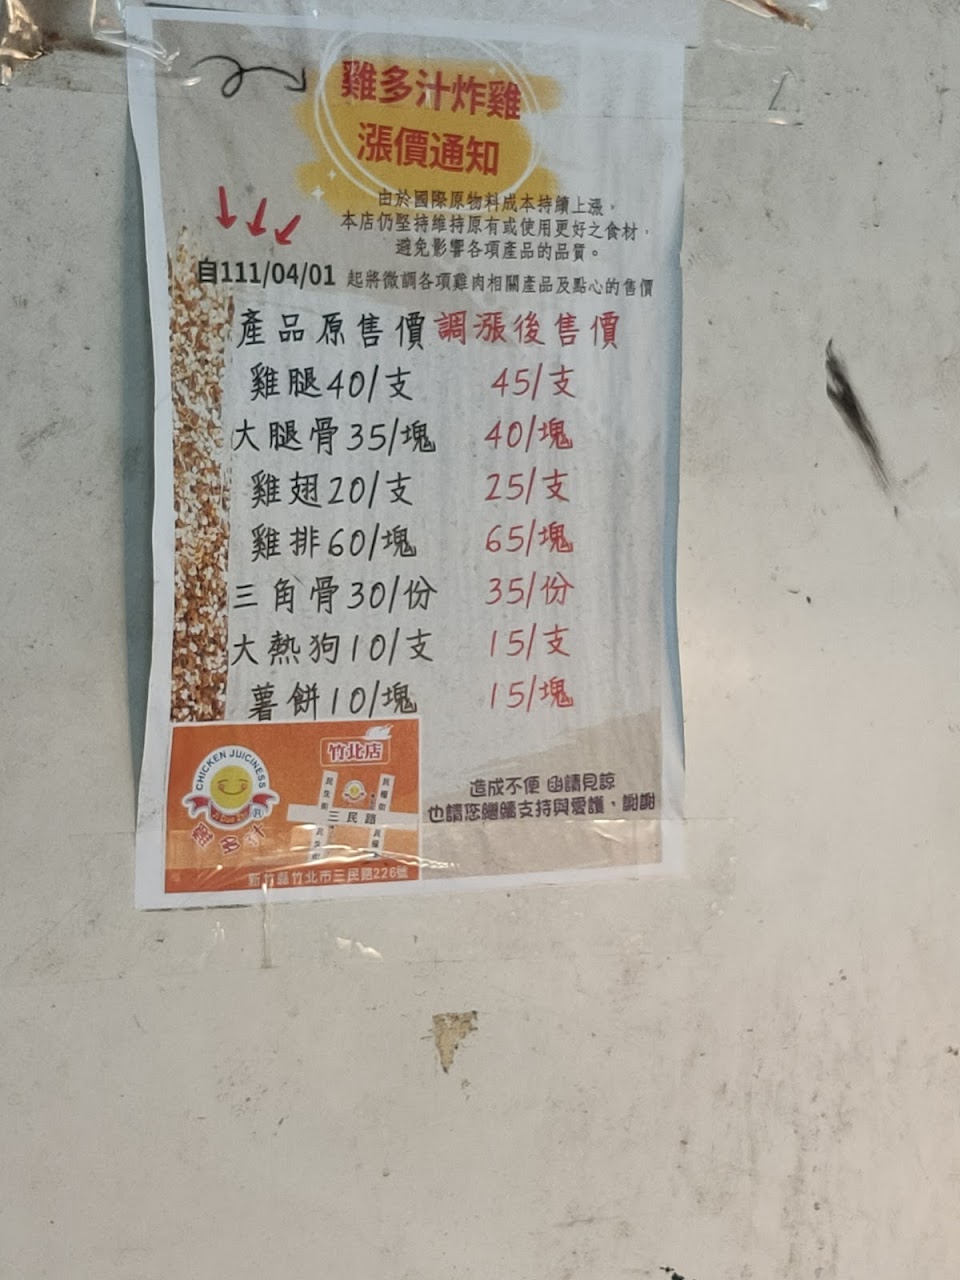 雞多汁炸雞
漲價通知
由於國際原物料成本持續上漲，
本店仍堅持維持原有或使用更好之食材，
避免影響各項產品的品質。
自111/04/01 起將微調各項雞肉相關產品及點心的售價
產品原售價 調漲後售價
雞腿40/支 45/支
大腿骨35/塊 40/塊
雞翅20/支 25/支
雞排60/塊 65/塊
三角骨30/份 35/份
大熱狗10/支 15/支
薯餅10/塊 15/塊
造成不便 函請見諒
也請您繼續支持與愛護，謝謝
CHICKEN JUICINESS
雞多汁
竹北店
三民路
新竹縣竹北市三民路226號